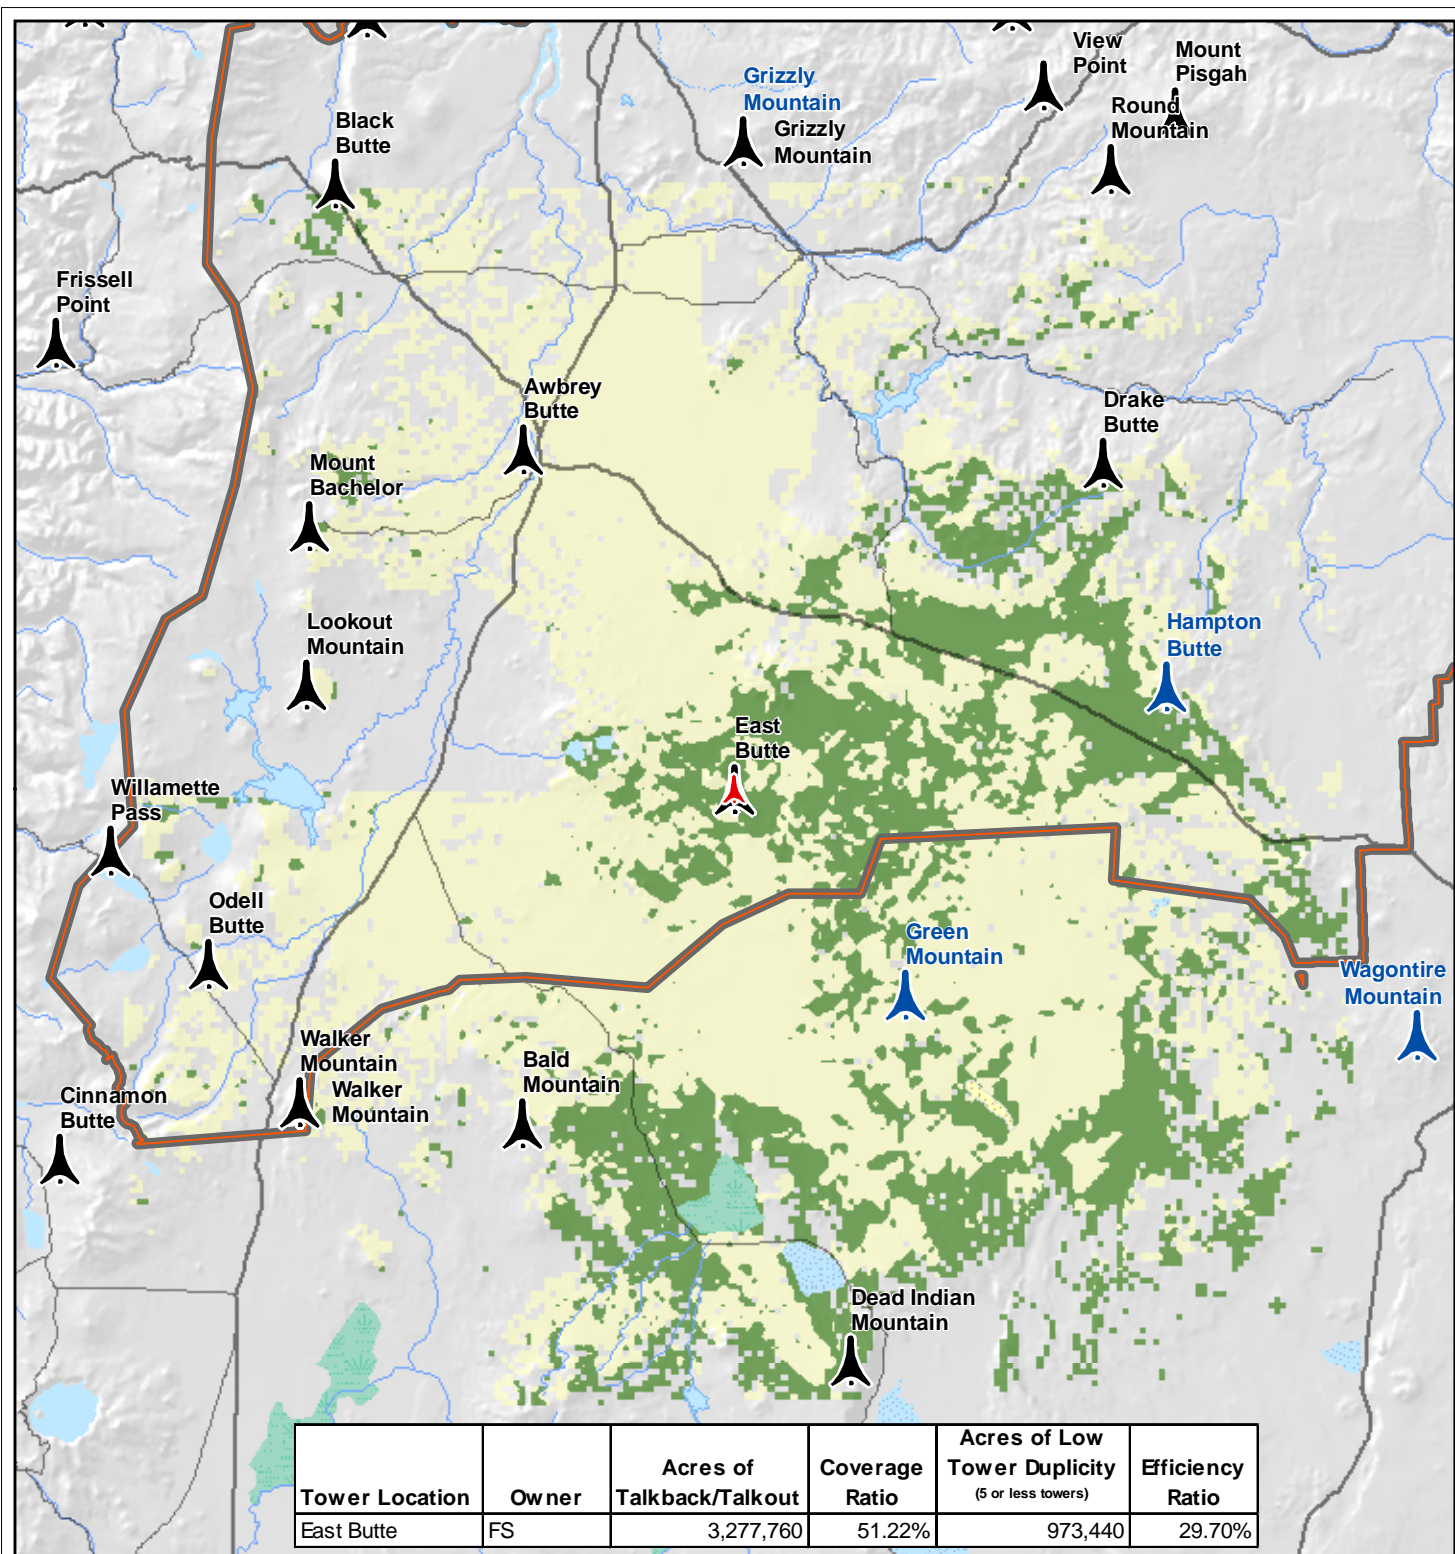 View
Point
Mount
Pisgah
Grizzly
Mountain
Round
Mountain
Grizzly
Mountain
Black
Butte
Frissell
Point
Awbrey
Butte
Drake
Butte
Mount
Bachelor
Lookout
Mountain
Hampton
Butte
East
Butte
Willamette
Pass
Odell
Butte
Green
Mountain
Wagontire
Mountain
Walker
Mountain
Walker
Mountain
Bald
Mountain
Cinnamon
Butte
Dead Indian
Mountain
Tower Location Owner Acres of
Talkback/Talkout Coverage
Ratio Acres of Low
Tower Duplicity
(5 or less towers) Efficiency
Ratio
East Butte FS 3,277,760 51.22% 973,440 29.70%